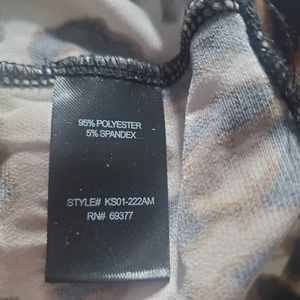 95% POLYESTER
5% SPANDEX
STYLE# KS01-222AM
RN# 69377